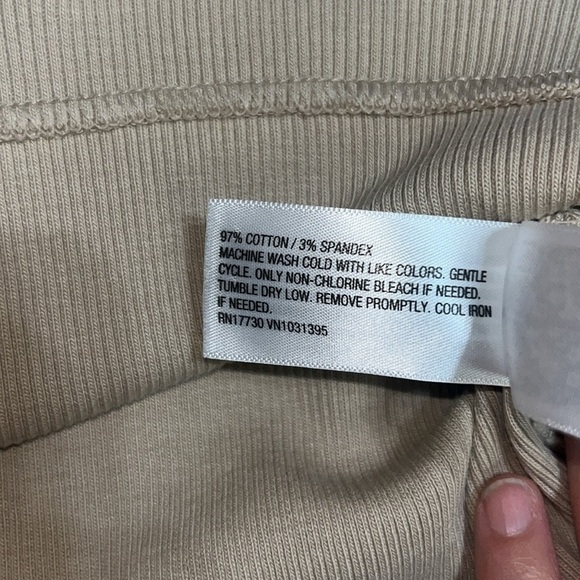 97% COTTON / 3% SPANDEX
MACHINE WASH COLD WITH LIKE COLORS. GENTLE
CYCLE. ONLY NON-CHLORINE BLEACH IF NEEDED.
TUMBLE DRY LOW. REMOVE PROMPTLY. COOL IRON
IF NEEDED.
RN17730 VN1031395